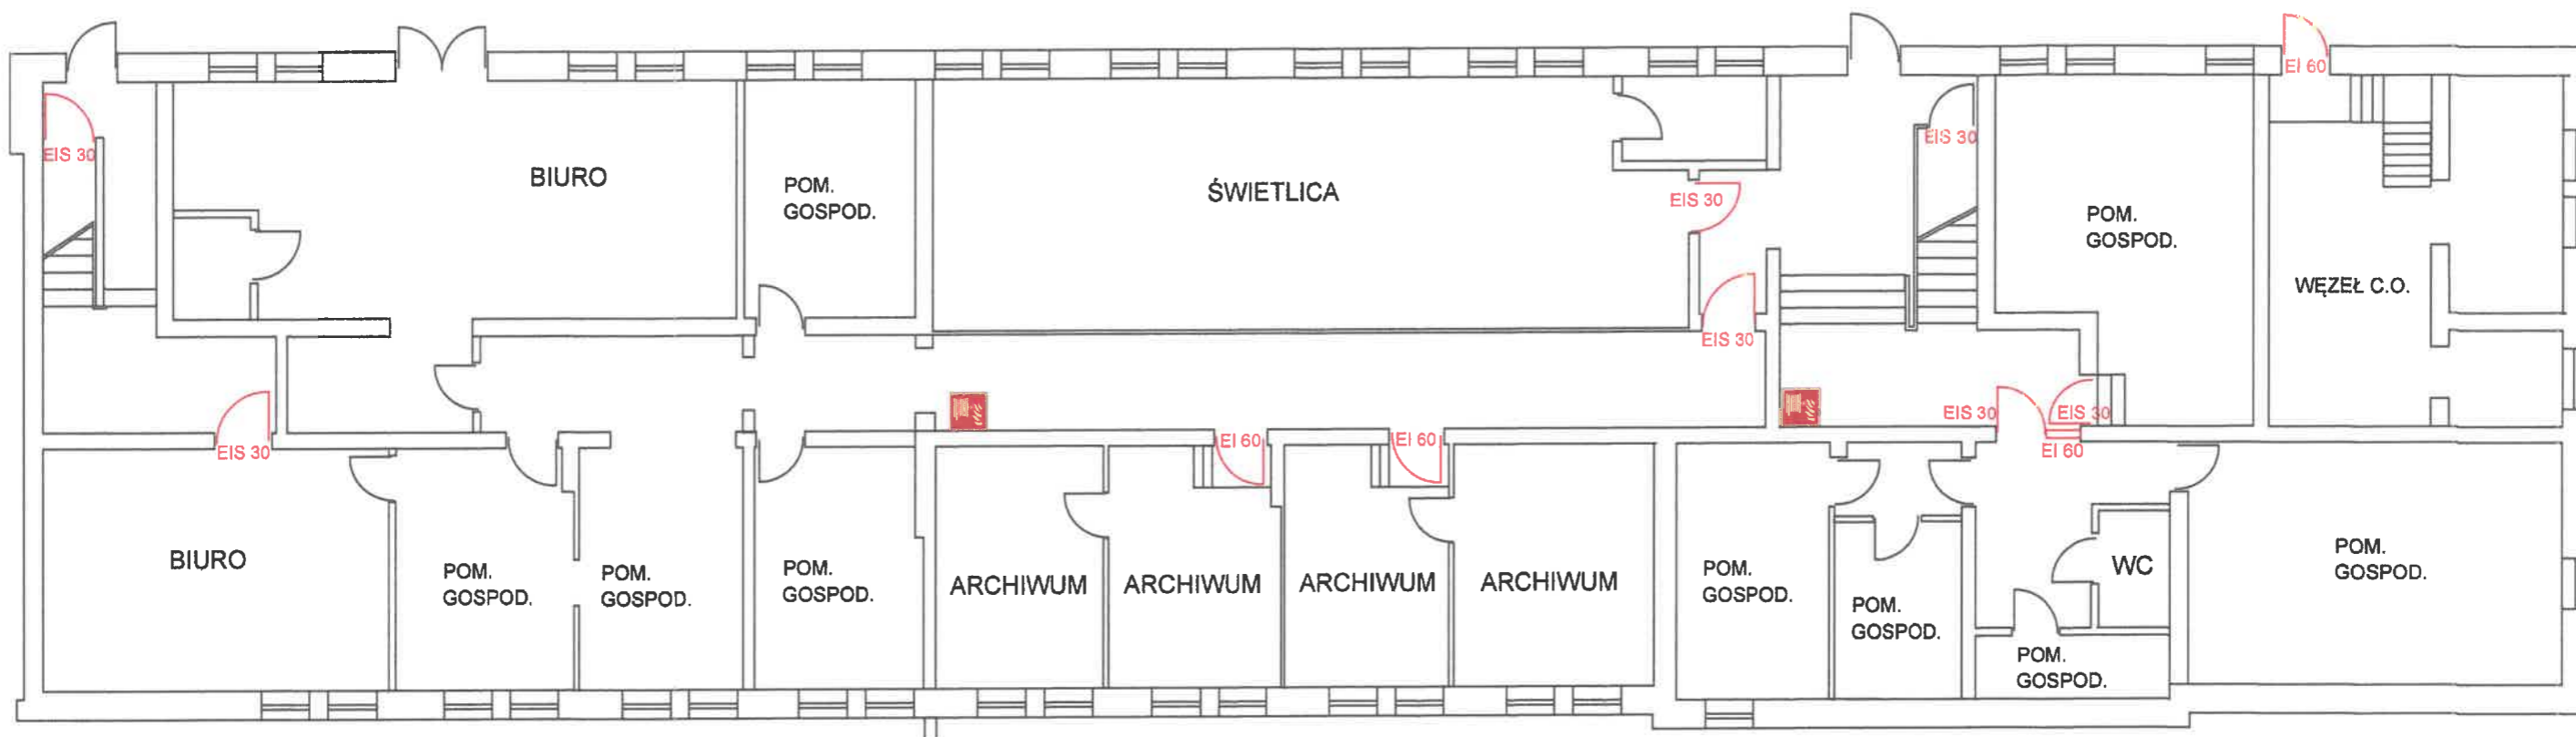 EI 60
EIS 30
EIS 30
BIURO
POM.
GOSPOD.
ŚWIETLICA
EIS 30
POM.
GOSPOD.
WĘZEŁ C.O.
EIS 30
EIS 30
EIS 30
EIS 30
EI 60
EI 60
EI 60
BIURO
POM.
GOSPOD.
POM.
GOSPOD.
POM.
GOSPOD.
ARCHIWUM
ARCHIWUM
ARCHIWUM
ARCHIWUM
POM.
GOSPOD.
POM.
GOSPOD.
WC
POM.
GOSPOD.
POM.
GOSPOD.